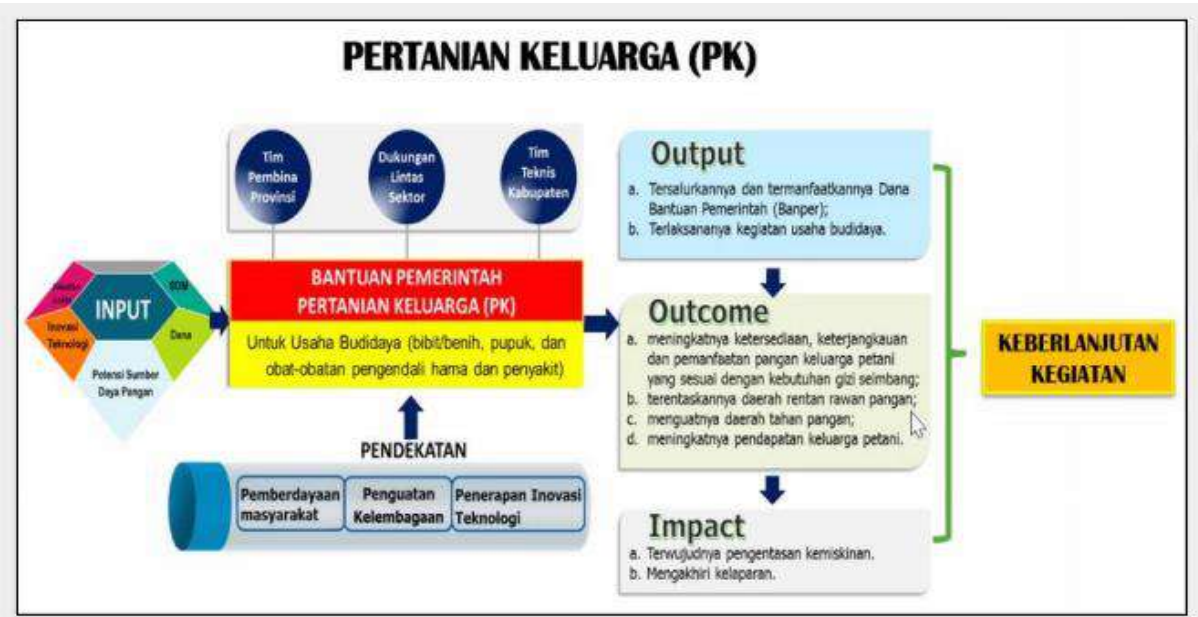 PERTANIAN KELUARGA (PK)
Tim
Pembina
Provinsi
Dukungan
Lintas
Sektor
Tim
Teknis
Kabupaten
INPUT
SDM
Inovasi
Teknologi
Dana
Potensi Sumber
Daya Pangan
BANTUAN PEMERINTAH
PERTANIAN KELUARGA (PK)
Untuk Usaha Budidaya (bibit/benih, pupuk, dan
obat-obatan pengendali hama dan penyakit)
PENDEKATAN
Pemberdayaan
masyarakat
Penguatan
Kelembagaan
Penerapan Inovasi
Teknologi
Output
a. Tersalurkannya dan termanfaatkannya Dana
Bantuan Pemerintah (Banper);
b. Terlaksananya kegiatan usaha budidaya.
Outcome
a. meningkatnya ketersediaan, keterjangkauan
dan pemanfaatan pangan keluarga petani
yang sesuai dengan kebutuhan gizi seimbang;
b. terentaskannya daerah rentan rawan pangan;
c. menguatnya daerah tahan pangan;
d. meningkatnya pendapatan keluarga petani.
Impact
a. Terwujudnya pengentasan kemiskinan.
b. Mengakhiri kelaparan.
KEBERLANJUTAN
KEGIATAN